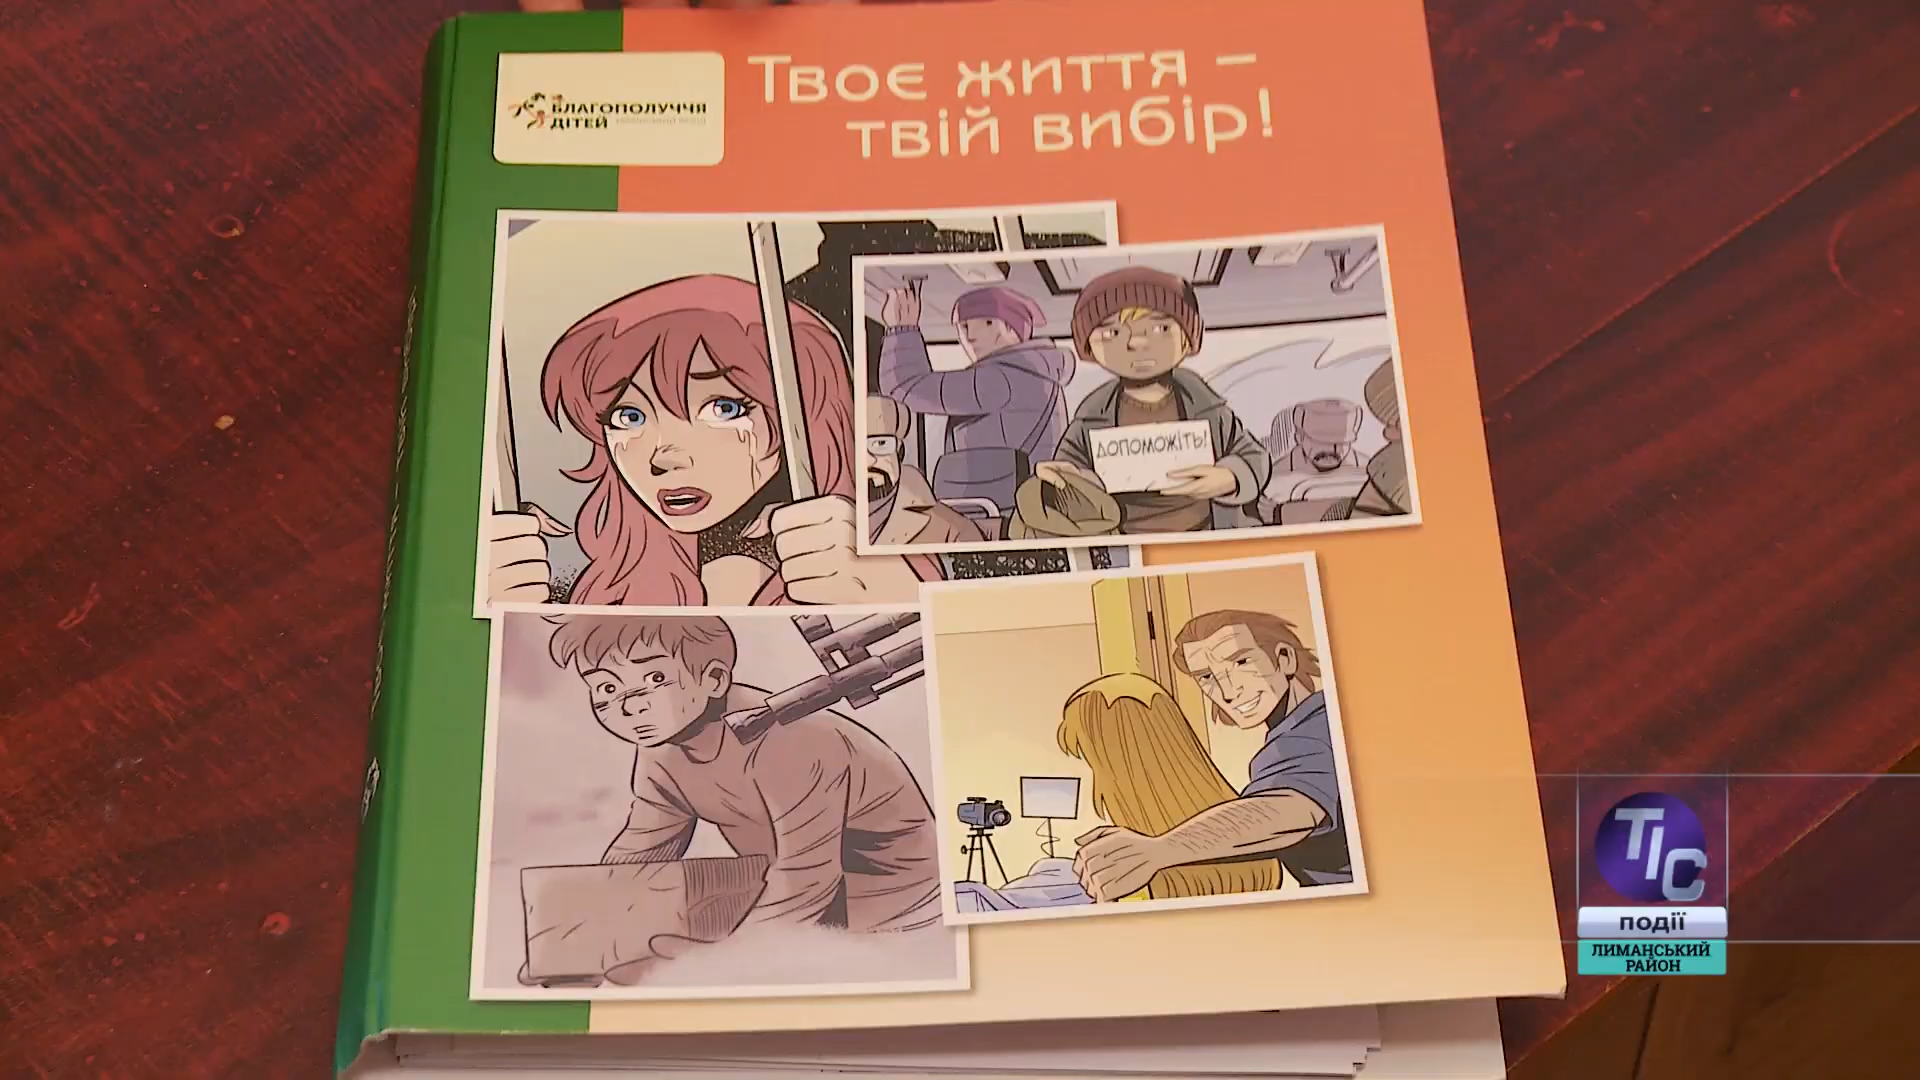 Твоє життя –
твій вибір!
БЛАГОПОЛУЧЧЯ
ДІТЕЙ
ДОПОМОЖІТЬ!
ТІС
ПОДІЇ
ЛИМАНСЬКИЙ
РАЙОН